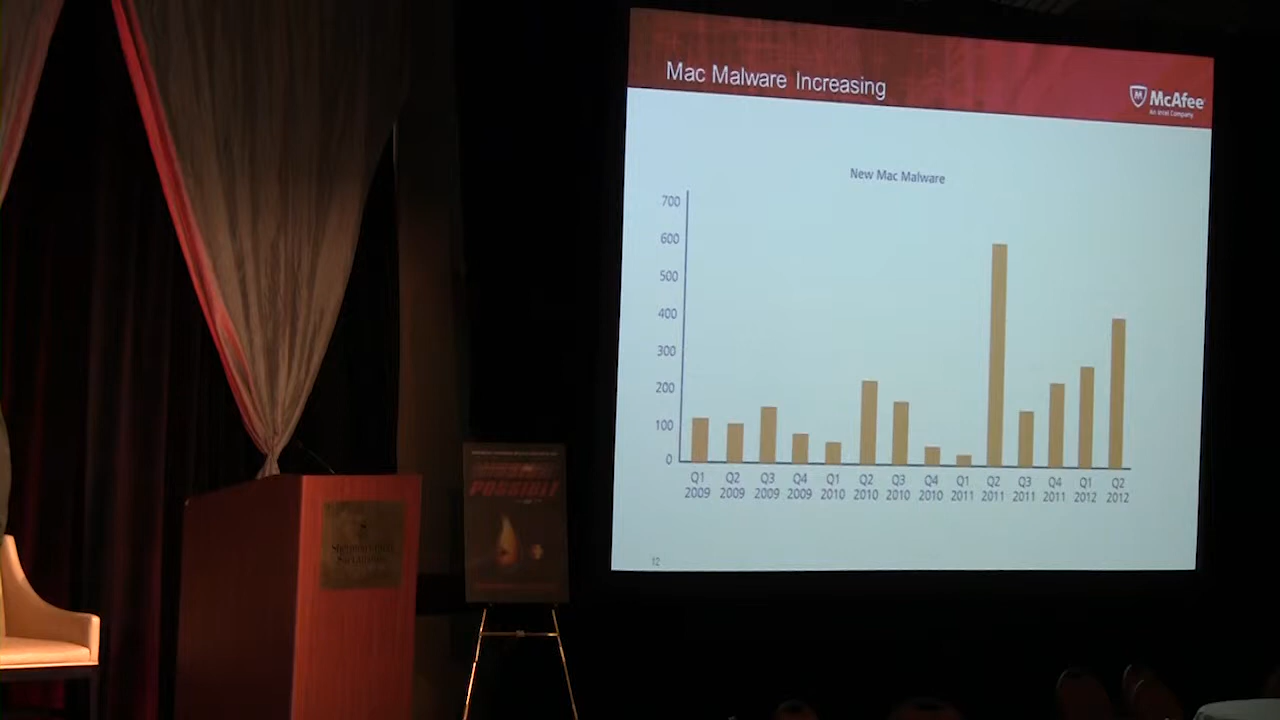 Mac Malware Increasing
McAfee
An Intel Company
New Mac Malware
700
600
500
400
300
200
100
0
Q1 Q2 Q3 Q4 Q1 Q2 Q3 Q4 Q1 Q2 Q3 Q4 Q1 Q2
2009 2009 2009 2009 2010 2010 2010 2010 2011 2011 2011 2011 2012 2012
12
POSSIBLE!